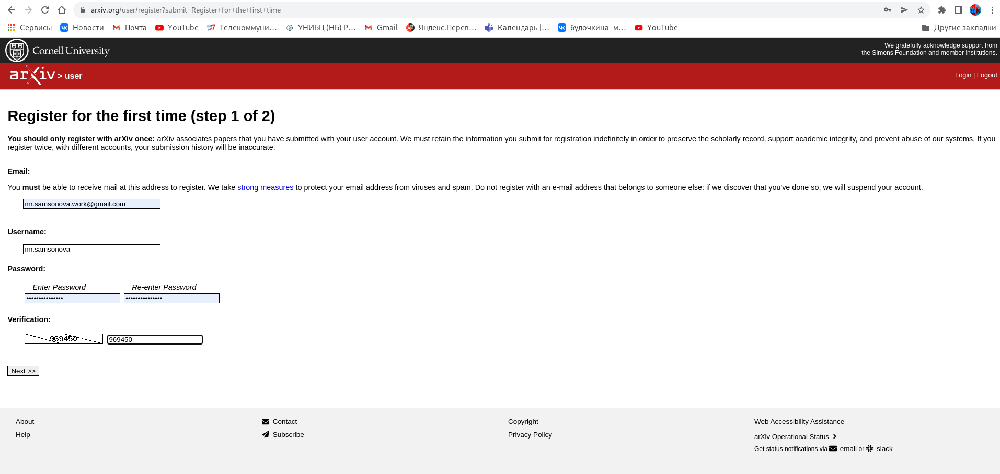 arxiv.org/user/register?submit=Register+for+the+first+time
Сервисы Новости Почта YouTube Телекоммуни... УНИБЦ (НБ) Р... Gmail Яндекс.Перев... Календарь |... будочкина_м... YouTube Другие закладки
Cornell University
We gratefully acknowledge support from
the Simons Foundation and member institutions.
arXiv > user
Login | Logout
Register for the first time (step 1 of 2)
You should only register with arXiv once: arXiv associates papers that you have submitted with your user account. We must retain the information you submit for registration indefinitely in order to preserve the scholarly record, support academic integrity, and prevent abuse of our systems. If you
register twice, with different accounts, your submission history will be inaccurate.
Email:
You must be able to receive mail at this address to register. We take strong measures to protect your email address from viruses and spam. Do not register with an e-mail address that belongs to someone else: if we discover that you've done so, we will suspend your account.
mr.samsonova.work@gmail.com
Username:
mr.samsonova
Password:
Enter Password Re-enter Password
••••••••••••••• •••••••••••••••
Verification:
969450 969450
Next >>
About Contact Copyright Web Accessibility Assistance
Help Subscribe Privacy Policy
arXiv Operational Status
Get status notifications via email or slack